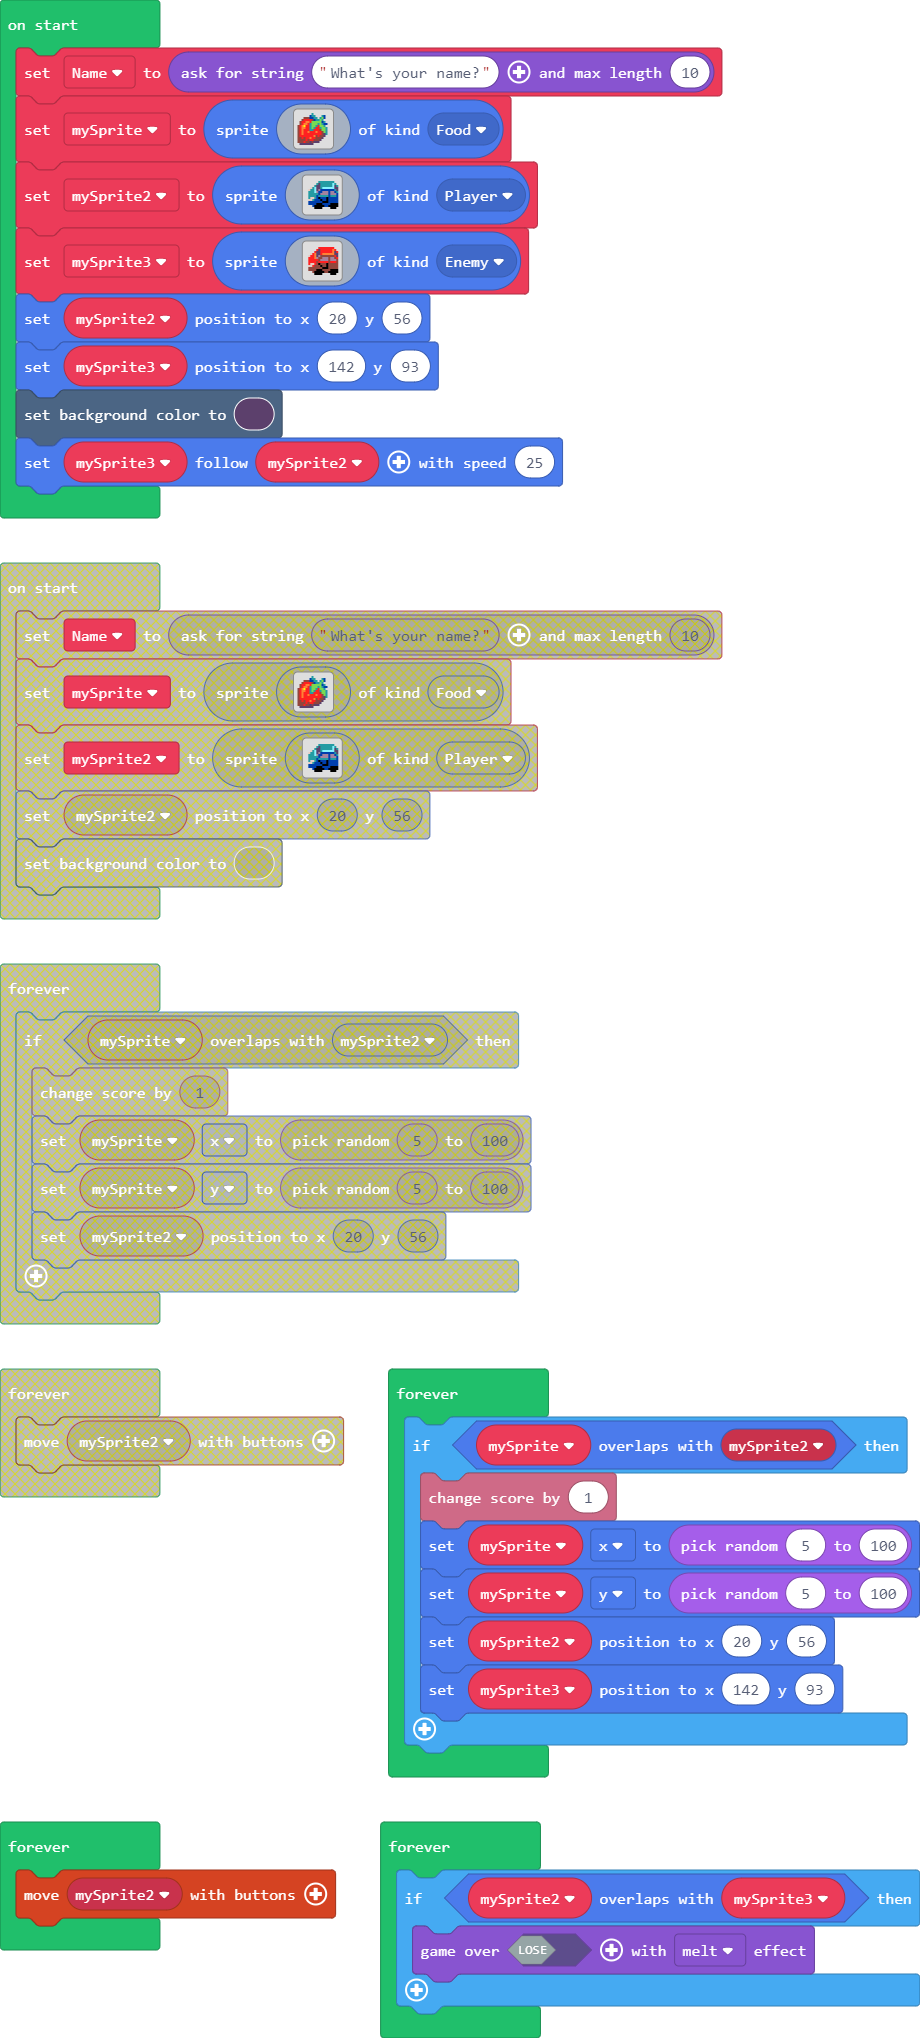 on start
set Name to ask for string "What's your name?" and max length 10
set mySprite to sprite of kind Food
set mySprite2 to sprite of kind Player
set mySprite3 to sprite of kind Enemy
set mySprite2 position to x 20 y 56
set mySprite3 position to x 142 y 93
set background color to
set mySprite3 follow mySprite2 with speed 25
on start
set Name to ask for string "What's your name?" and max length 10
set mySprite to sprite of kind Food
set mySprite2 to sprite of kind Player
set mySprite2 position to x 20 y 56
set background color to
forever
if mySprite overlaps with mySprite2 then
change score by 1
set mySprite x to pick random 5 to 100
set mySprite y to pick random 5 to 100
set mySprite2 position to x 20 y 56
forever
move mySprite2 with buttons
forever
if mySprite overlaps with mySprite2 then
change score by 1
set mySprite x to pick random 5 to 100
set mySprite y to pick random 5 to 100
set mySprite2 position to x 20 y 56
set mySprite3 position to x 142 y 93
forever
move mySprite2 with buttons
forever
if mySprite2 overlaps with mySprite3 then
game over LOSE with melt effect